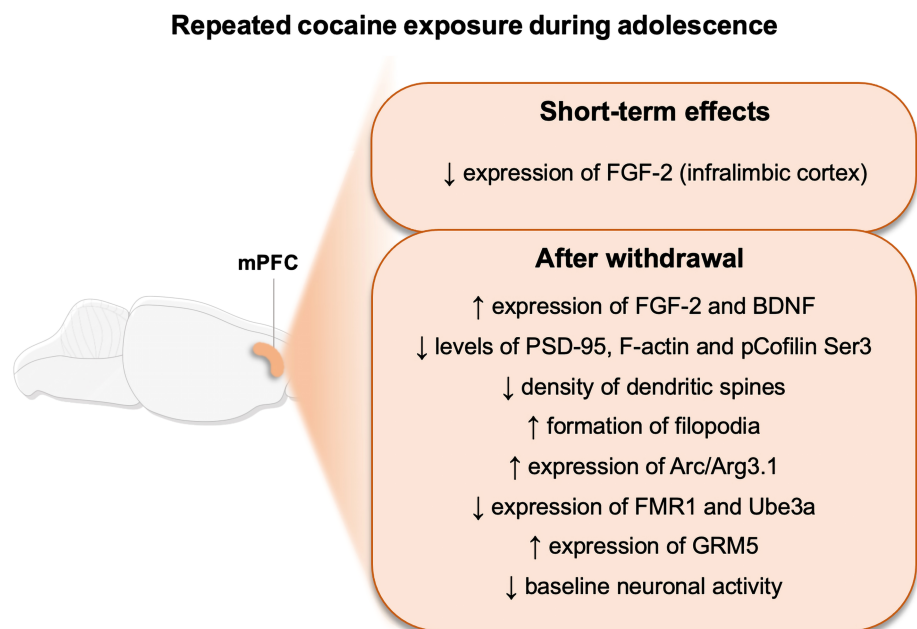 Repeated cocaine exposure during adolescence
Short-term effects
↓ expression of FGF-2 (infralimbic cortex)
mPFC
After withdrawal
↑ expression of FGF-2 and BDNF
↓ levels of PSD-95, F-actin and pCofilin Ser3
↓ density of dendritic spines
↑ formation of filopodia
↑ expression of Arc/Arg3.1
↓ expression of FMR1 and Ube3a
↑ expression of GRM5
↓ baseline neuronal activity